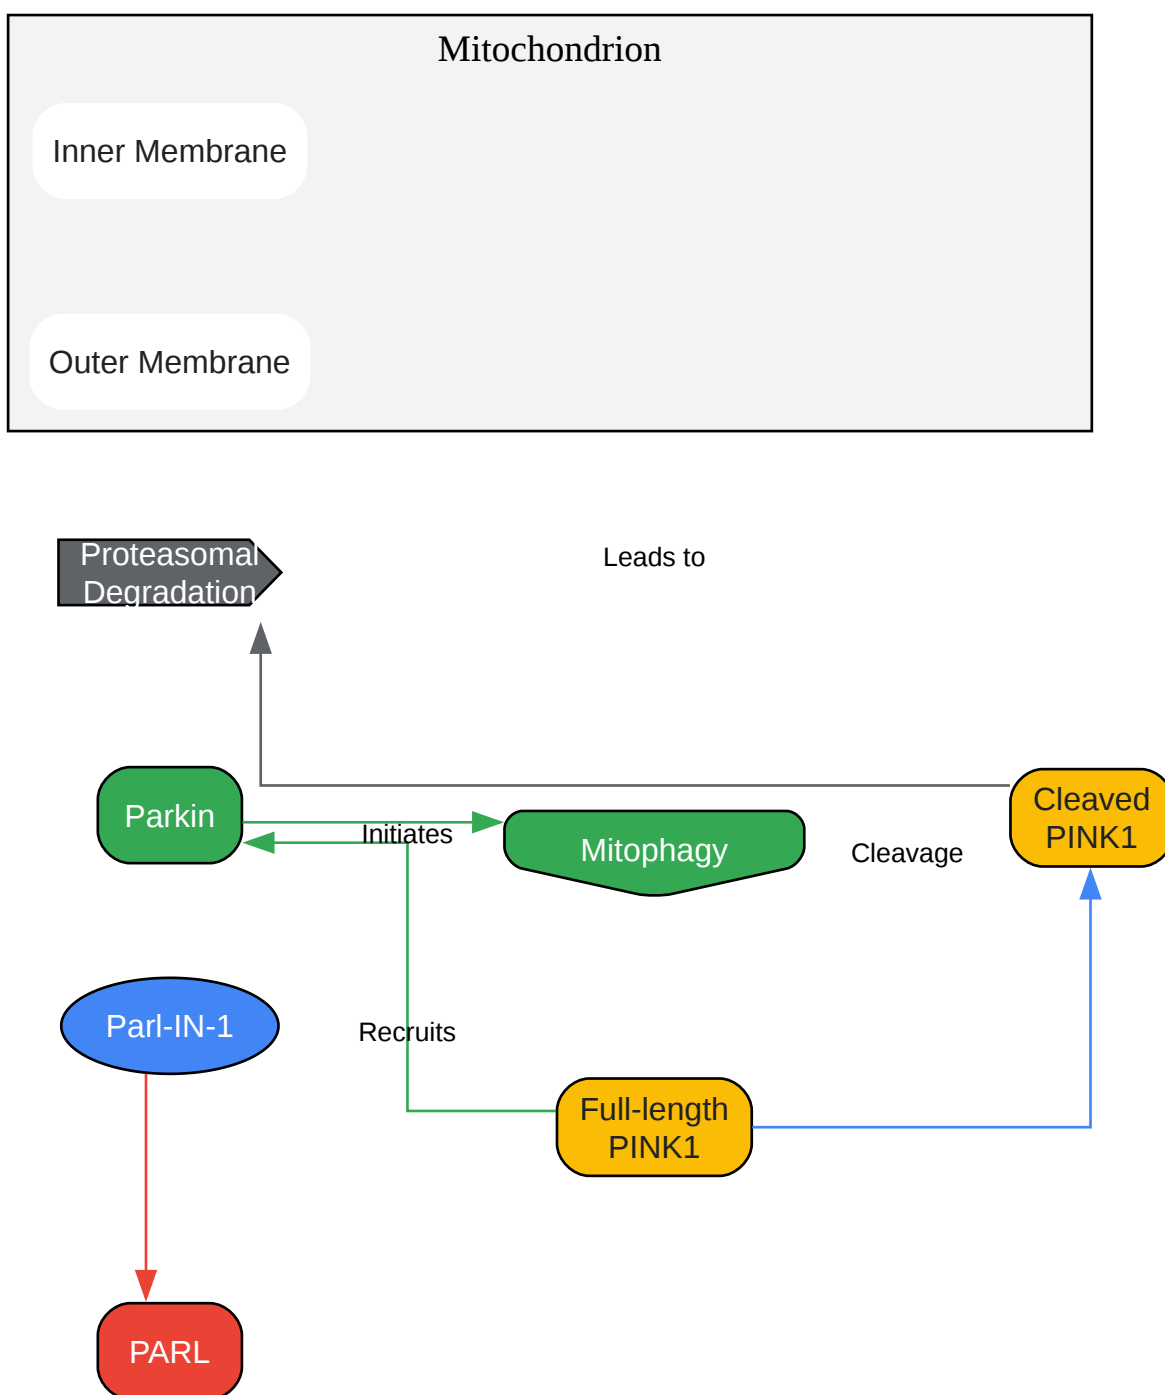 Mitochondrion
Inner Membrane
Outer Membrane
Proteasomal
Degradation
Leads to
Parkin
Initiates
Mitophagy
Cleavage
Cleaved
PINK1
Parl-IN-1
Recruits
Full-length
PINK1
PARL